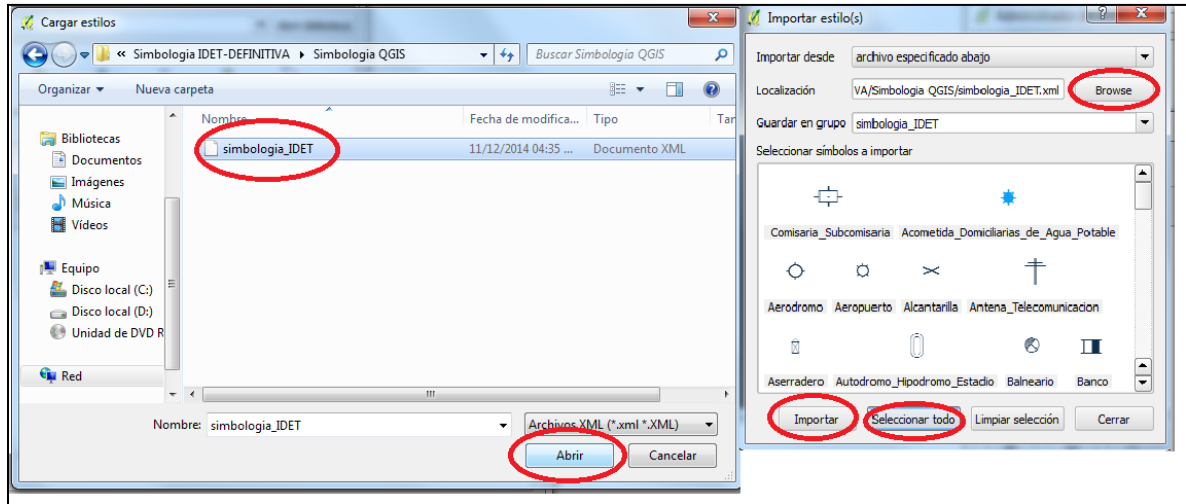 Cargar estilos
« Simbologia IDET-DEFINITIVA ▸ Simbologia QGIS
Buscar Simbologia QGIS
Organizar
Nueva carpeta
Nombre
Fecha de modifica...
Tipo
Tar
Bibliotecas
Documentos
Imágenes
Música
Vídeos
Equipo
Disco local (C:)
Disco local (D:)
Unidad de DVD R
Red
simbologia_IDET
11/12/2014 04:35 ...
Documento XML
Nombre: simbologia_IDET
Archivos XML (*.xml *.XML)
Abrir
Cancelar
Importar estilo(s)
Importar desde
archivo especificado abajo
Localización
VA/Simbologia QGIS/simbologia_IDET.xml
Browse
Guardar en grupo
simbologia_IDET
Seleccionar símbolos a importar
Comisaria_Subcomisaria
Acometida_Domiciliarias_de_Agua_Potable
Aerodromo
Aeropuerto
Alcantarilla
Antena_Telecomunicacion
Aserradero
Autodromo_Hipodromo_Estadio
Balneario
Banco
Importar
Seleccionar todo
Limpiar selección
Cerrar